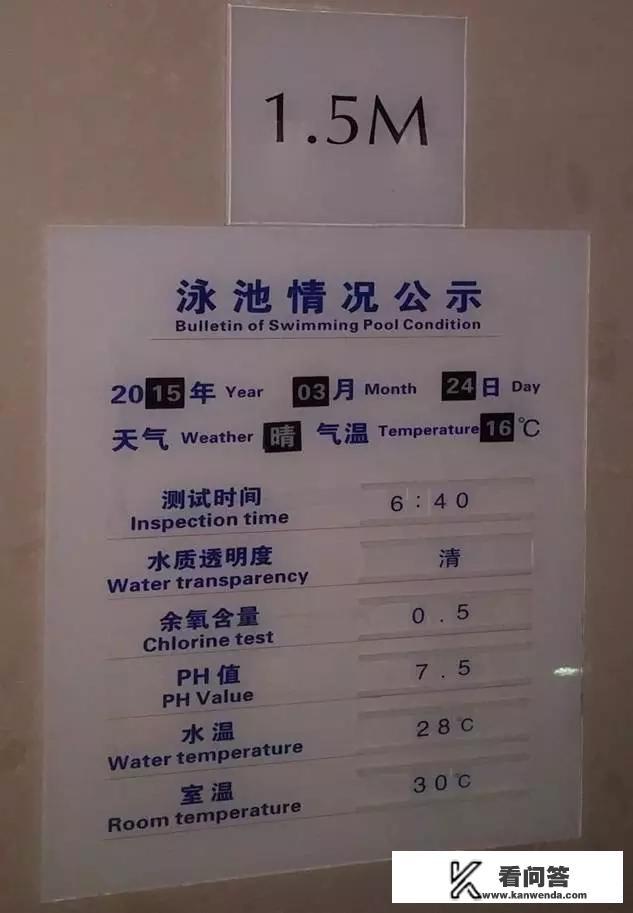 1.5M
泳池情况公示
Bulletin of Swimming Pool Condition
2015年 Year 03月 Month 24日 Day
天气 Weather 晴 气温 Temperature 16℃
测试时间 6:40
Inspection time
水质透明度 清
Water transparency
余氧含量 0.5
Chlorine test
PH值 7.5
PH Value
水温 28℃
Water temperature
室温 30℃
Room temperature
K 看问答
www.kanwenda.com